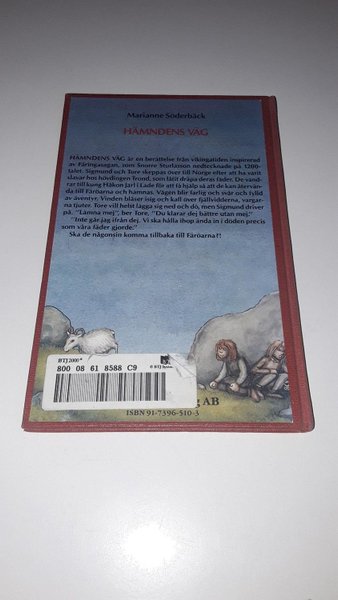 Marianne Söderbäck
HÄMNDENS VÄG
HÄMNDENS VÄG är en berättelse från vikingatiden inspirerad
av Färingasagan, som Snorre Sturlasson nedtecknade på 1200-
talet. Sigmund och Tore skeppas över till Norge efter att ha varit
slavar hos hövdingen Trond, som lätit dräpa deras fäder. De vand-
rar till kung Håkon Jarl i Lade för att få hjälp så att de kan återvän-
da till Färöarna och hämnas. Vägen blir farlig och svår och fylld
av äventyr. Vinden blåser isig och kall över fjällvidderna, vargar-
na tjuter. Tore vill helst lägga sig ned och dö, men Sigmund driver
på. "Lämna mej", ber Tore, "Du klarar dej bättre utan mej."
"Inte går jag ifrån dej. Vi ska hålla ihop ända in i döden precis
som våra fäder gjorde."
Ska de någonsin komma tillbaka till Färöarna?!
BTJ 2000*
© BTJ System
800 08 61 8588 C9
g AB
ISBN 91-7396-510-3